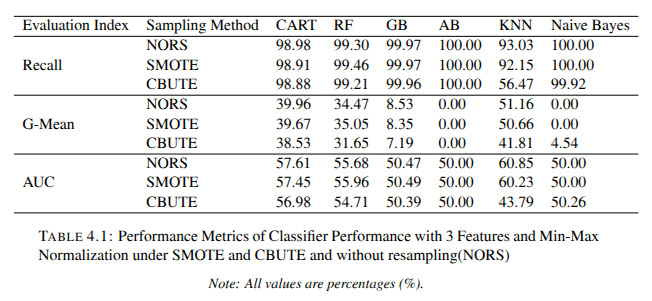 Evaluation Index Sampling Method CART RF GB AB KNN Naive Bayes
NORS 98.98 99.30 99.97 100.00 93.03 100.00
Recall SMOTE 98.91 99.46 99.97 100.00 92.15 100.00
CBUTE 98.88 99.21 99.96 100.00 56.47 99.92
NORS 39.96 34.47 8.53 0.00 51.16 0.00
G-Mean SMOTE 39.67 35.05 8.35 0.00 50.66 0.00
CBUTE 38.53 31.65 7.19 0.00 41.81 4.54
NORS 57.61 55.68 50.47 50.00 60.85 50.00
AUC SMOTE 57.45 55.96 50.49 50.00 60.23 50.00
CBUTE 56.98 54.71 50.39 50.00 43.79 50.26
TABLE 4.1: Performance Metrics of Classifier Performance with 3 Features and Min-Max
Normalization under SMOTE and CBUTE and without resampling(NORS)
Note: All values are percentages (%).